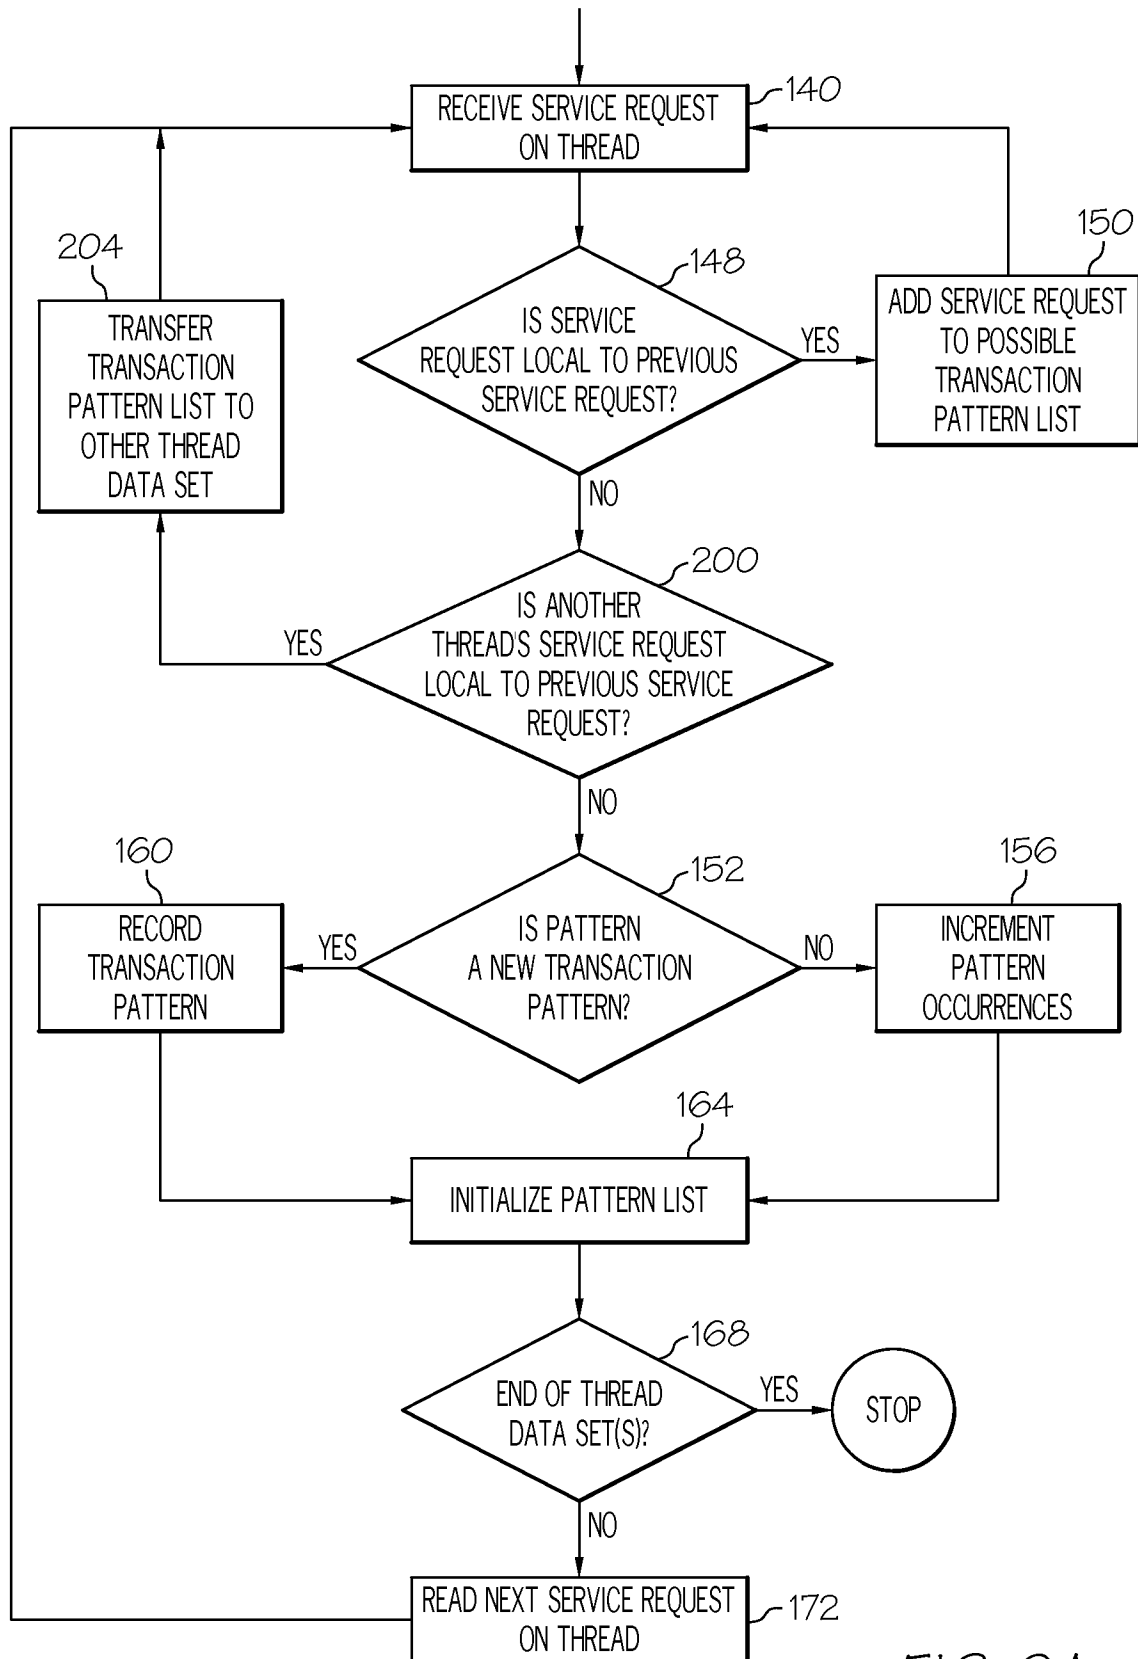 RECEIVE SERVICE REQUEST
ON THREAD
140
204
TRANSFER
TRANSACTION
PATTERN LIST TO
OTHER THREAD
DATA SET
148
IS SERVICE
REQUEST LOCAL TO PREVIOUS
SERVICE REQUEST?
YES
150
ADD SERVICE REQUEST
TO POSSIBLE
TRANSACTION
PATTERN LIST
NO
200
IS ANOTHER
THREAD'S SERVICE REQUEST
LOCAL TO PREVIOUS SERVICE
REQUEST?
YES
NO
160
RECORD
TRANSACTION
PATTERN
YES
152
IS PATTERN
A NEW TRANSACTION
PATTERN?
NO
156
INCREMENT
PATTERN
OCCURRENCES
164
INITIALIZE PATTERN LIST
168
END OF THREAD
DATA SET(S)?
YES
STOP
NO
READ NEXT SERVICE REQUEST
ON THREAD
172